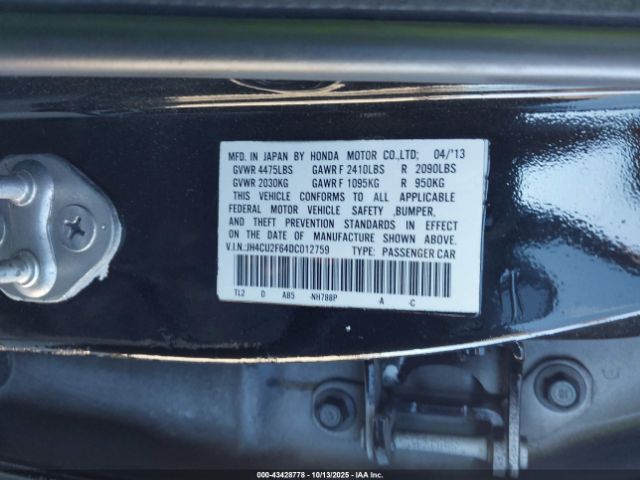 MFD. IN JAPAN BY HONDA MOTOR CO.,LTD; 04/'13
GVWR 4475LBS GAWR F 2410LBS R 2090LBS
GVWR 2030KG GAWR F 1095KG R 950KG
THIS VEHICLE CONFORMS TO ALL APPLICABLE
FEDERAL MOTOR VEHICLE SAFETY ,BUMPER,
AND THEFT PREVENTION STANDARDS IN EFFECT
ON THE DATE OF MANUFACTURE SHOWN ABOVE.
V.I.N.:JH4CU2F64DC012759 TYPE: PASSENGER CAR
TL2 D A85 -NH788P -A -C
000-43428778 - 10/13/2025 - IAA Inc.